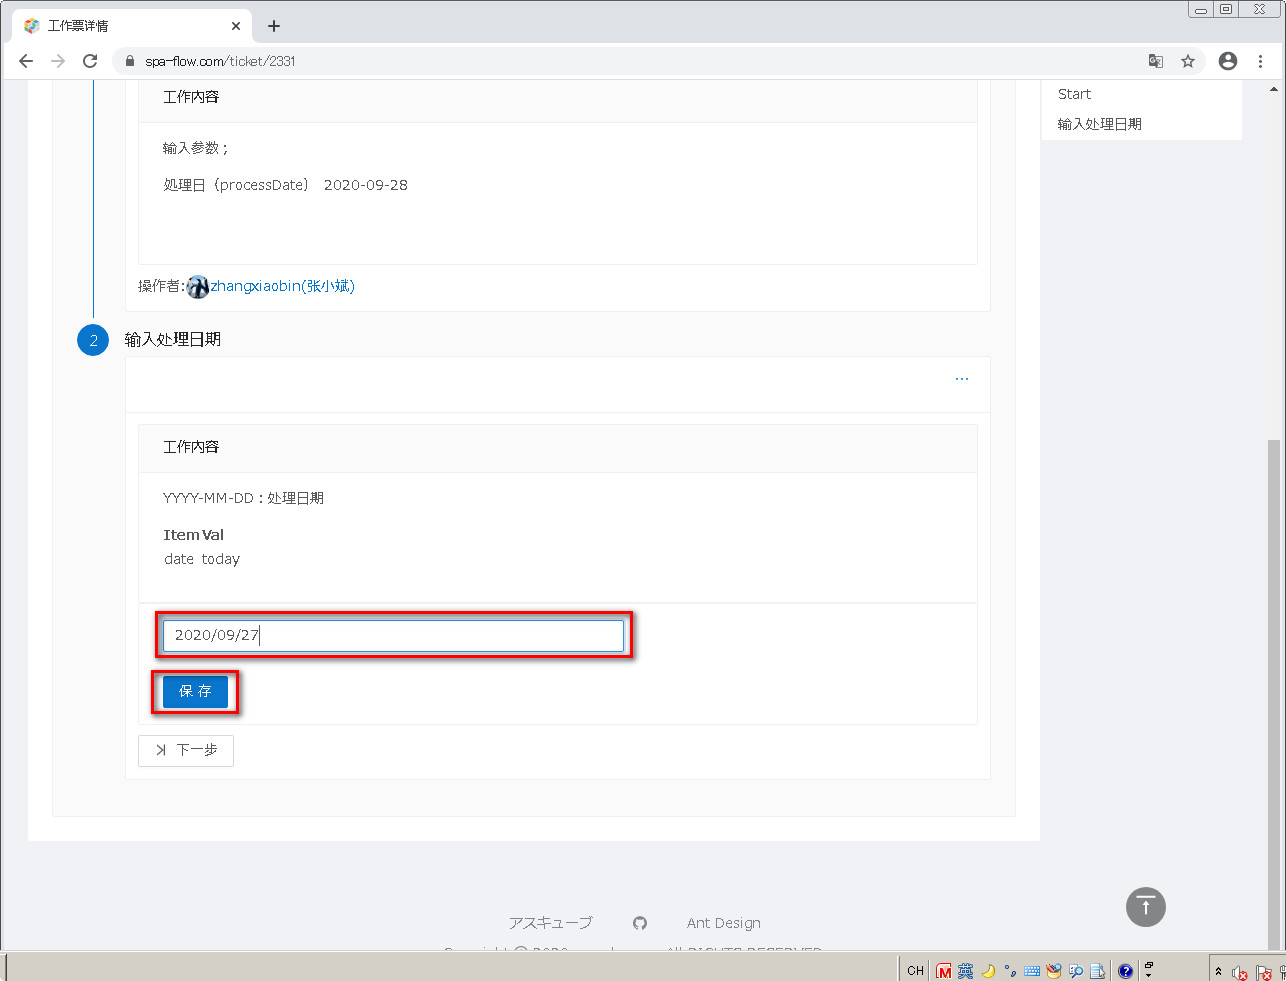 工作票详情
spa-flow.com/ticket/2331
工作内容
输入参数；
処理日（processDate） 2020-09-28
操作者:zhangxiaobin(张小斌)
Start
输入处理日期
2 输入处理日期
...
工作内容
YYYY-MM-DD：处理日期
Item Val
date today
2020/09/27
保 存
下一步
アスキューブ Ant Design
CH M 英